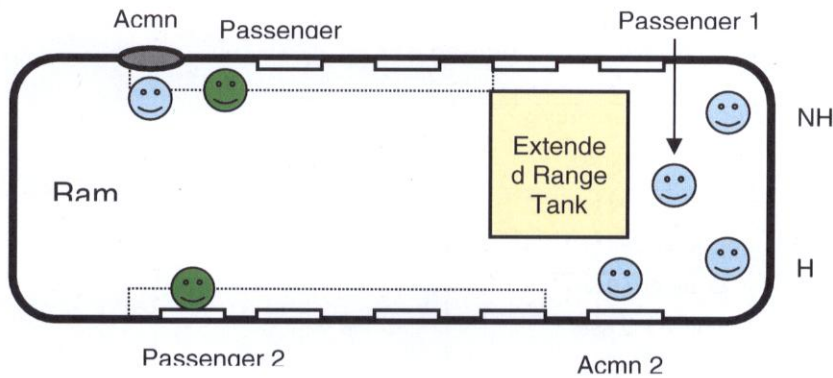 Acmn
Passenger
Passenger 1
NH
Extende
d Range
Tank
Ram
H
Passenger 2
Acmn 2